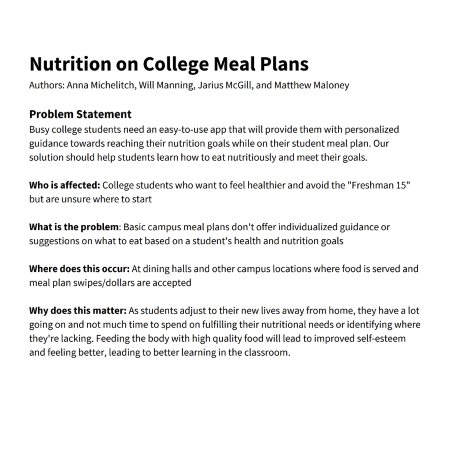 Nutrition on College Meal Plans
Authors: Anna Michelitch, Will Manning, Jarius McGill, and Matthew Maloney
Problem Statement
Busy college students need an easy-to-use app that will provide them with personalized
guidance towards reaching their nutrition goals while on their student meal plan. Our
solution should help students learn how to eat nutritiously and meet their goals.
Who is affected: College students who want to feel healthier and avoid the "Freshman 15"
but are unsure where to start
What is the problem: Basic campus meal plans don't offer individualized guidance or
suggestions on what to eat based on a student's health and nutrition goals
Where does this occur: At dining halls and other campus locations where food is served and
meal plan swipes/dollars are accepted
Why does this matter: As students adjust to their new lives away from home, they have a lot
going on and not much time to spend on fulfilling their nutritional needs or identifying where
they're lacking. Feeding the body with high quality food will lead to improved self-esteem
and feeling better, leading to better learning in the classroom.